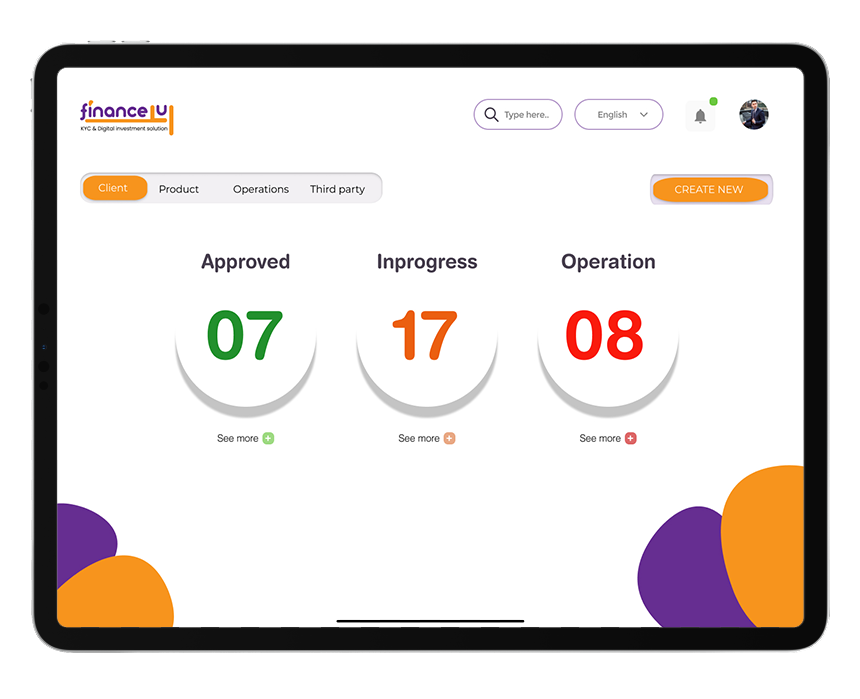 financeU
KYC & Digital investment solution
Type here..
English
Client
Product
Operations
Third party
CREATE NEW
Approved
Inprogress
Operation
07
17
08
See more
See more
See more